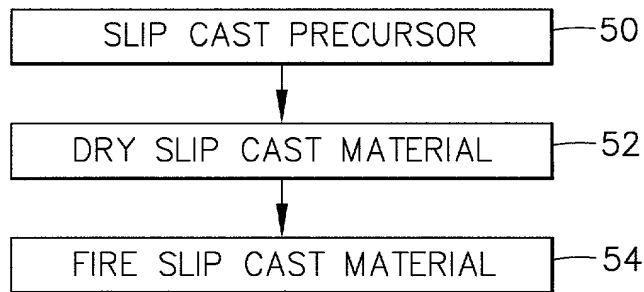 SLIP CAST PRECURSOR 50
DRY SLIP CAST MATERIAL 52
FIRE SLIP CAST MATERIAL 54